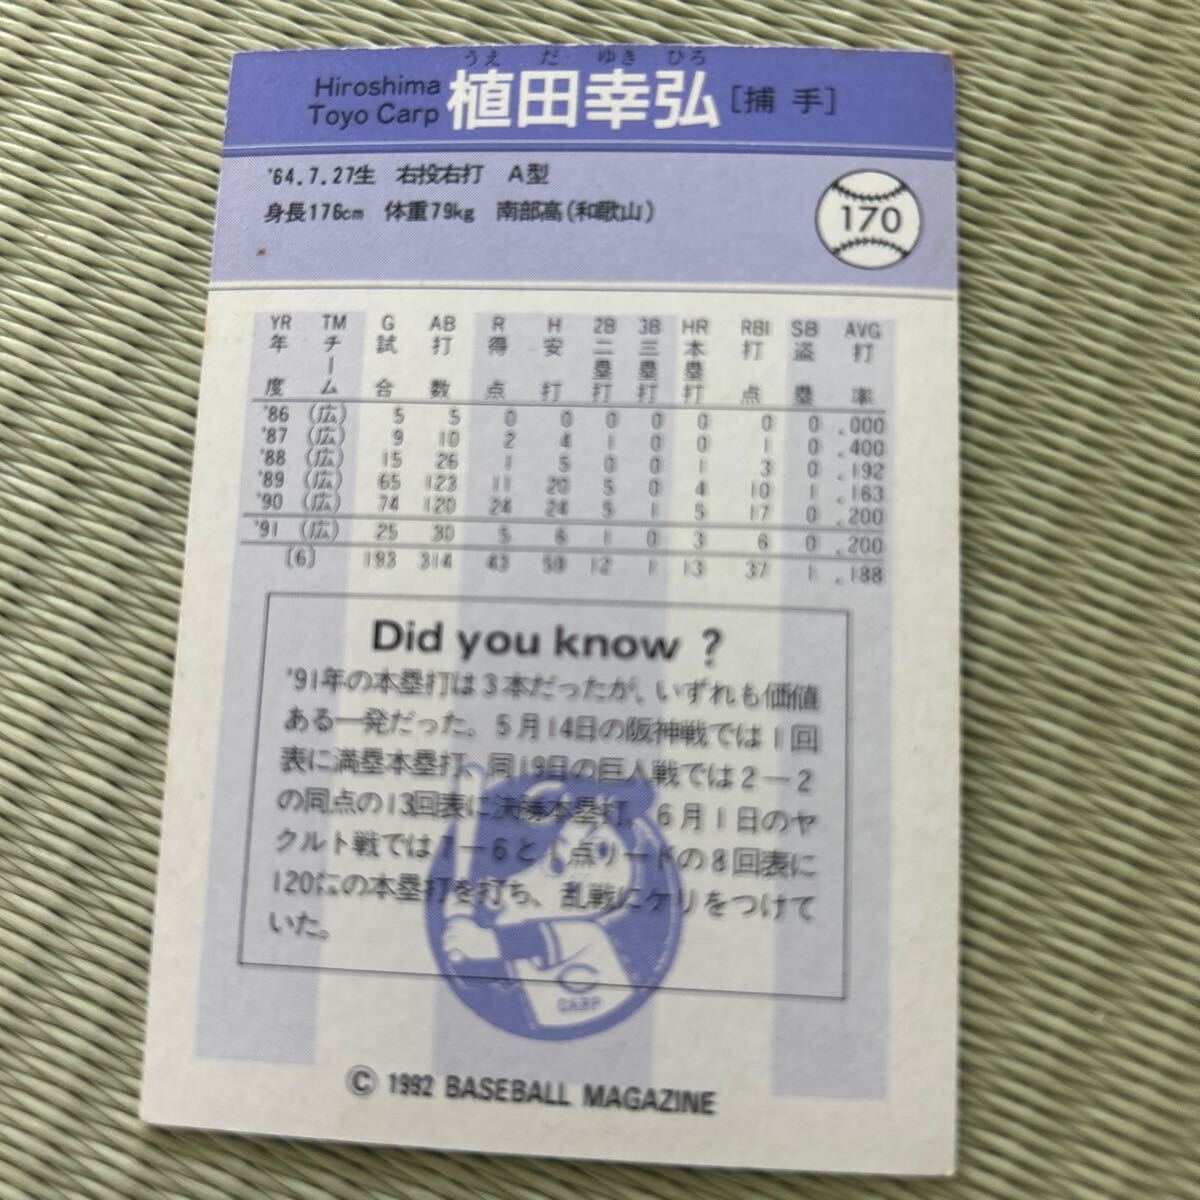 うえ だ ゆき ひろ
Hiroshima
Toyo Carp 植田幸弘 [捕手]
'64.7.27生 右投右打 A型
身長176cm 体重79kg 南部高(和歌山)
170
YR TM G AB R H 2B 3B HR RBI SB AVG
年度 チーム 試合 打数 得点 安打 二塁打 三塁打 本塁打 打点 盗塁 打率
'86 (広) 5 5 0 0 0 0 0 0 0 .000
'87 (広) 9 10 2 4 1 0 0 1 0 .400
'88 (広) 15 26 1 5 0 0 1 3 0 .192
'89 (広) 65 123 11 20 5 0 4 10 1 .163
'90 (広) 74 120 24 24 5 1 5 17 0 .200
'91 (広) 25 30 5 6 1 0 3 6 0 .200
[6] 193 314 43 59 12 1 13 37 1 .188
Did you know ?
'91年の本塁打は3本だったが、いずれも価値
ある一発だった。5月14日の阪神戦では1回
表に満塁本塁打、同19日の巨人戦では2－2
の同点の13回表に決勝本塁打、6月1日のヤ
クルト戦では7－6と1点リードの8回表に
120㍍の本塁打を打ち、乱戦にケリをつけて
いた。
C
CARP
© 1992 BASEBALL MAGAZINE